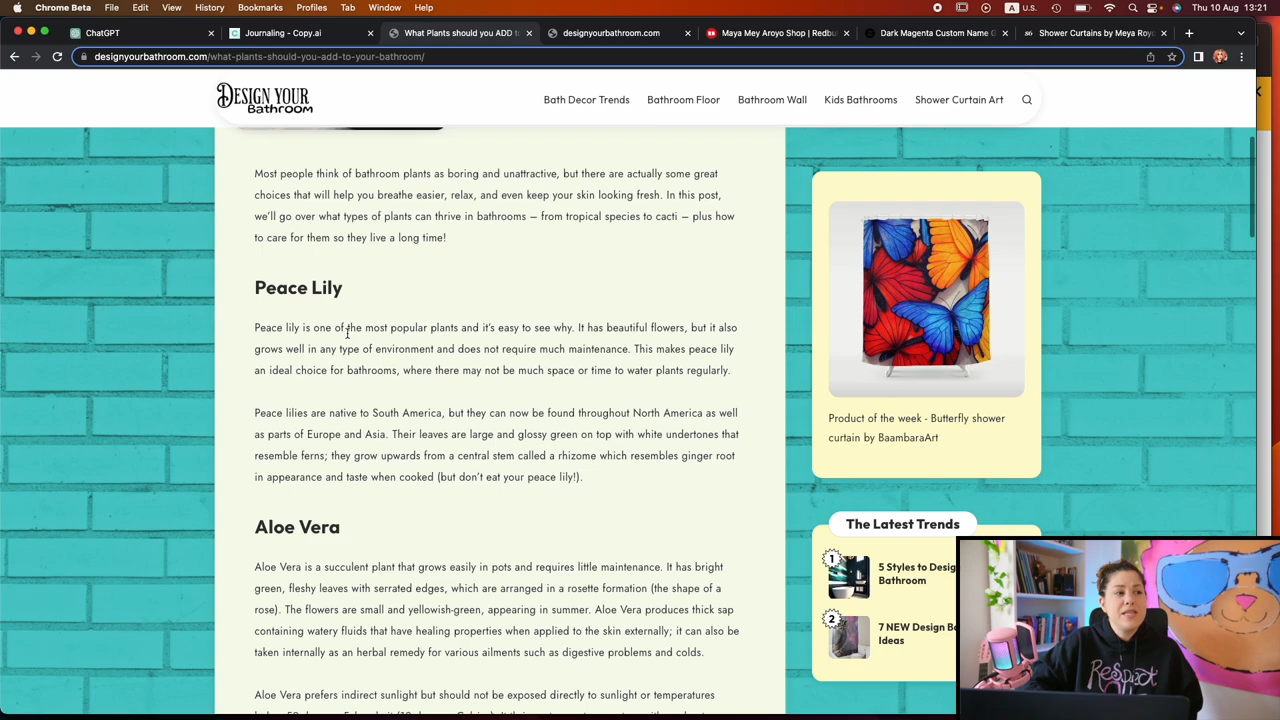 Chrome Beta File Edit View History Bookmarks Profiles Tab Window Help
A U.S. Thu 10 Aug 13:21
ChatGPT
Journaling - Copy.ai
What Plants should you ADD t
designyourbathroom.com
Maya Mey Aroyo Shop | Redbu
Dark Magenta Custom Name G
Shower Curtains by Meya Roy
designyourbathroom.com/what-plants-should-you-add-to-your-bathroom/
DESIGN YOUR
Bathroom
Bath Decor Trends Bathroom Floor Bathroom Wall Kids Bathrooms Shower Curtain Art
Most people think of bathroom plants as boring and unattractive, but there are actually some great
choices that will help you breathe easier, relax, and even keep your skin looking fresh. In this post,
we'll go over what types of plants can thrive in bathrooms – from tropical species to cacti – plus how
to care for them so they live a long time!
Peace Lily
Peace lily is one of the most popular plants and it's easy to see why. It has beautiful flowers, but it also
grows well in any type of environment and does not require much maintenance. This makes peace lily
an ideal choice for bathrooms, where there may not be much space or time to water plants regularly.
Peace lilies are native to South America, but they can now be found throughout North America as well
as parts of Europe and Asia. Their leaves are large and glossy green on top with white undertones that
resemble ferns; they grow upwards from a central stem called a rhizome which resembles ginger root
in appearance and taste when cooked (but don't eat your peace lily!).
Aloe Vera
Aloe Vera is a succulent plant that grows easily in pots and requires little maintenance. It has bright
green, fleshy leaves with serrated edges, which are arranged in a rosette formation (the shape of a
rose). The flowers are small and yellowish-green, appearing in summer. Aloe Vera produces thick sap
containing watery fluids that have healing properties when applied to the skin externally; it can also be
taken internally as an herbal remedy for various ailments such as digestive problems and colds.
Aloe Vera prefers indirect sunlight but should not be exposed directly to sunlight or temperatures
Product of the week - Butterfly shower
curtain by BaambaraArt
The Latest Trends
1
5 Styles to Desig
Bathroom
2
7 NEW Design Ba
Ideas
Respect